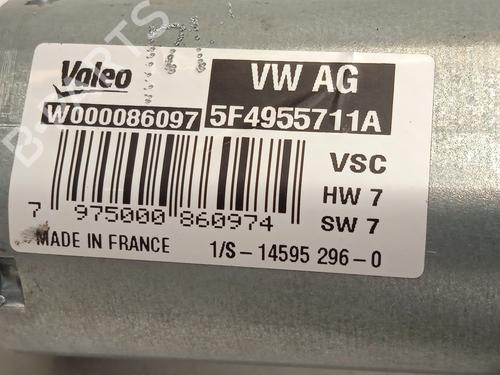 Valeo VW AG
W000086097 5F4955711A
VSC
HW 7
7 975000 860974 SW 7
MADE IN FRANCE 1/S-14595 296-0
B-PARTS